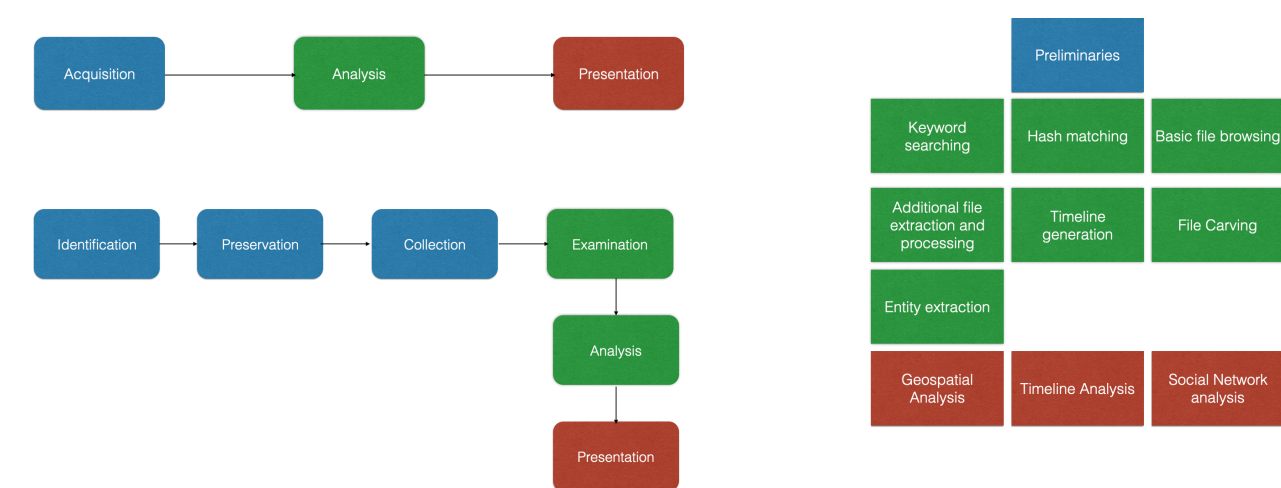 Acquisition
Analysis
Presentation
Identification
Preservation
Collection
Examination
Analysis
Presentation
Preliminaries
Keyword
searching
Hash matching
Basic file browsing
Additional file
extraction and
processing
Timeline
generation
File Carving
Entity extraction
Geospatial
Analysis
Timeline Analysis
Social Network
analysis